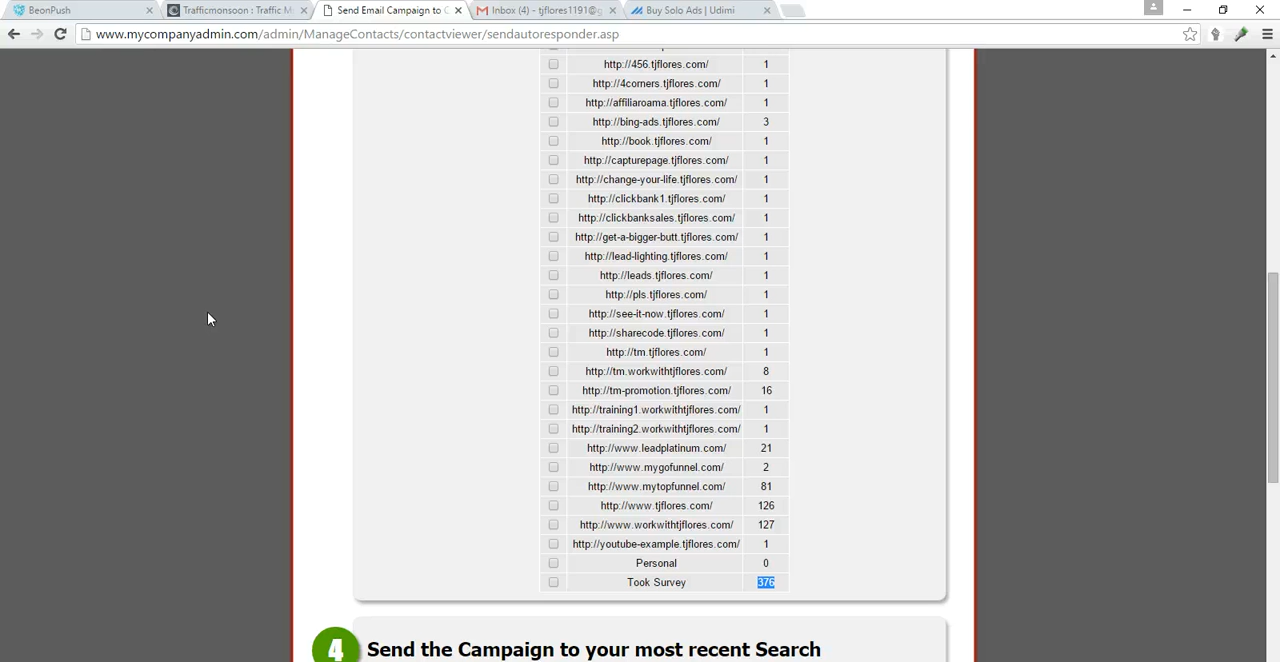 BeonPush
Trafficmonsoon : Traffic M
Send Email Campaign to C
Inbox (4) - tjflores1191@g
Buy Solo Ads | Udimi
www.mycompanyadmin.com/admin/ManageContacts/contactviewer/sendautoresponder.asp
http://456.tjflores.com/ 1
http://4corners.tjflores.com/ 1
http://affiliaroama.tjflores.com/ 1
http://bing-ads.tjflores.com/ 3
http://book.tjflores.com/ 1
http://capturepage.tjflores.com/ 1
http://change-your-life.tjflores.com/ 1
http://clickbank1.tjflores.com/ 1
http://clickbanksales.tjflores.com/ 1
http://get-a-bigger-butt.tjflores.com/ 1
http://lead-lighting.tjflores.com/ 1
http://leads.tjflores.com/ 1
http://pls.tjflores.com/ 1
http://see-it-now.tjflores.com/ 1
http://sharecode.tjflores.com/ 1
http://tm.tjflores.com/ 1
http://tm.workwithtjflores.com/ 8
http://tm-promotion.tjflores.com/ 16
http://training1.workwithtjflores.com/ 1
http://training2.workwithtjflores.com/ 1
http://www.leadplatinum.com/ 21
http://www.mygofunnel.com/ 2
http://www.mytopfunnel.com/ 81
http://www.tjflores.com/ 126
http://www.workwithtjflores.com/ 127
http://youtube-example.tjflores.com/ 1
Personal 0
Took Survey 376
4 Send the Campaign to your most recent Search